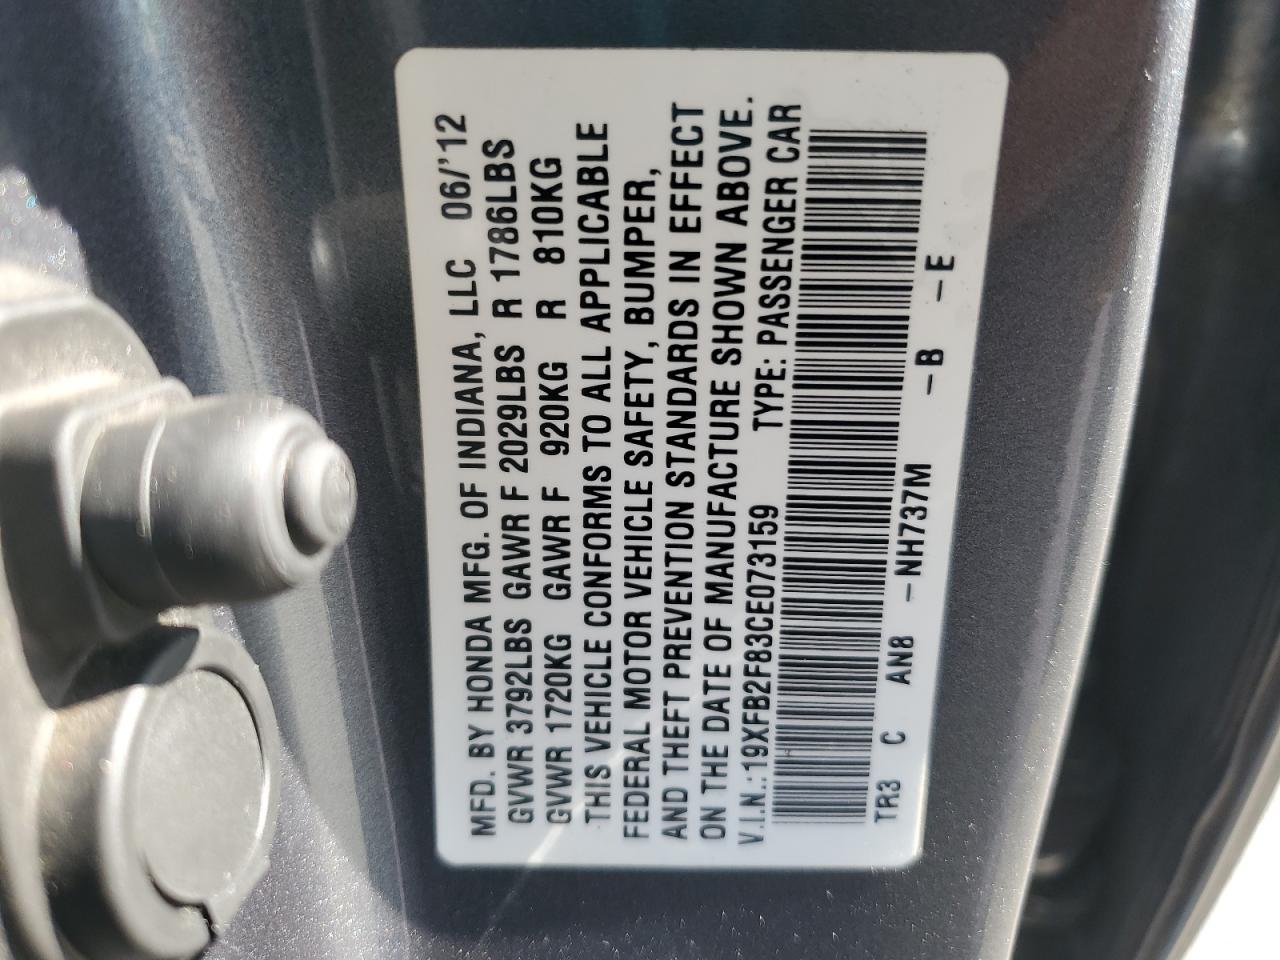 MFD. BY HONDA MFG. OF INDIANA, LLC 06/'12
GVWR 3792LBS GAWR F 2029LBS R 1786LBS
GVWR 1720KG GAWR F 920KG R 810KG
THIS VEHICLE CONFORMS TO ALL APPLICABLE
FEDERAL MOTOR VEHICLE SAFETY, BUMPER,
AND THEFT PREVENTION STANDARDS IN EFFECT
ON THE DATE OF MANUFACTURE SHOWN ABOVE.
V.I.N.:19XFB2F83CE073159 TYPE: PASSENGER CAR
TR3 C AN8 -NH737M -B -E